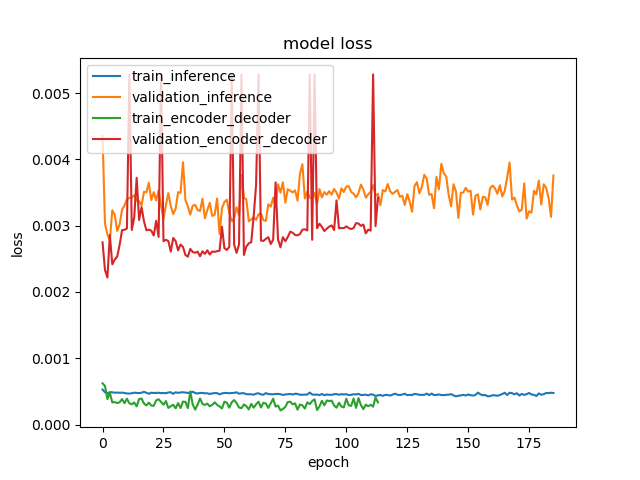 model loss
train_inference
validation_inference
train_encoder_decoder
validation_encoder_decoder
loss
0.005
0.004
0.003
0.002
0.001
0.000
0 25 50 75 100 125 150 175
epoch